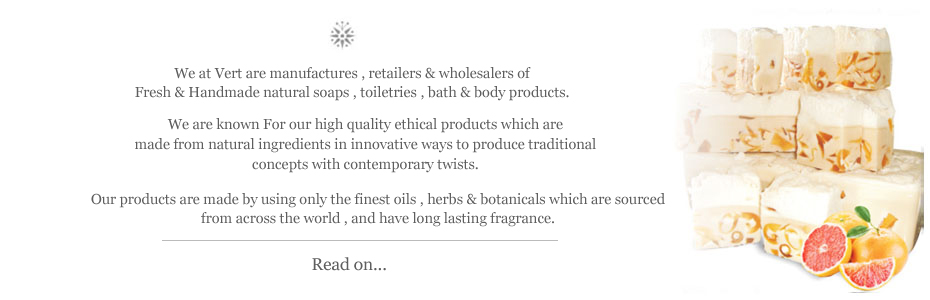 We at Vert are manufactures , retailers & wholesalers of
Fresh & Handmade natural soaps , toiletries , bath & body products.
We are known For our high quality ethical products which are
made from natural ingredients in innovative ways to produce traditional
concepts with contemporary twists.
Our products are made by using only the finest oils , herbs & botanicals which are sourced
from across the world , and have long lasting fragrance.
Read on...